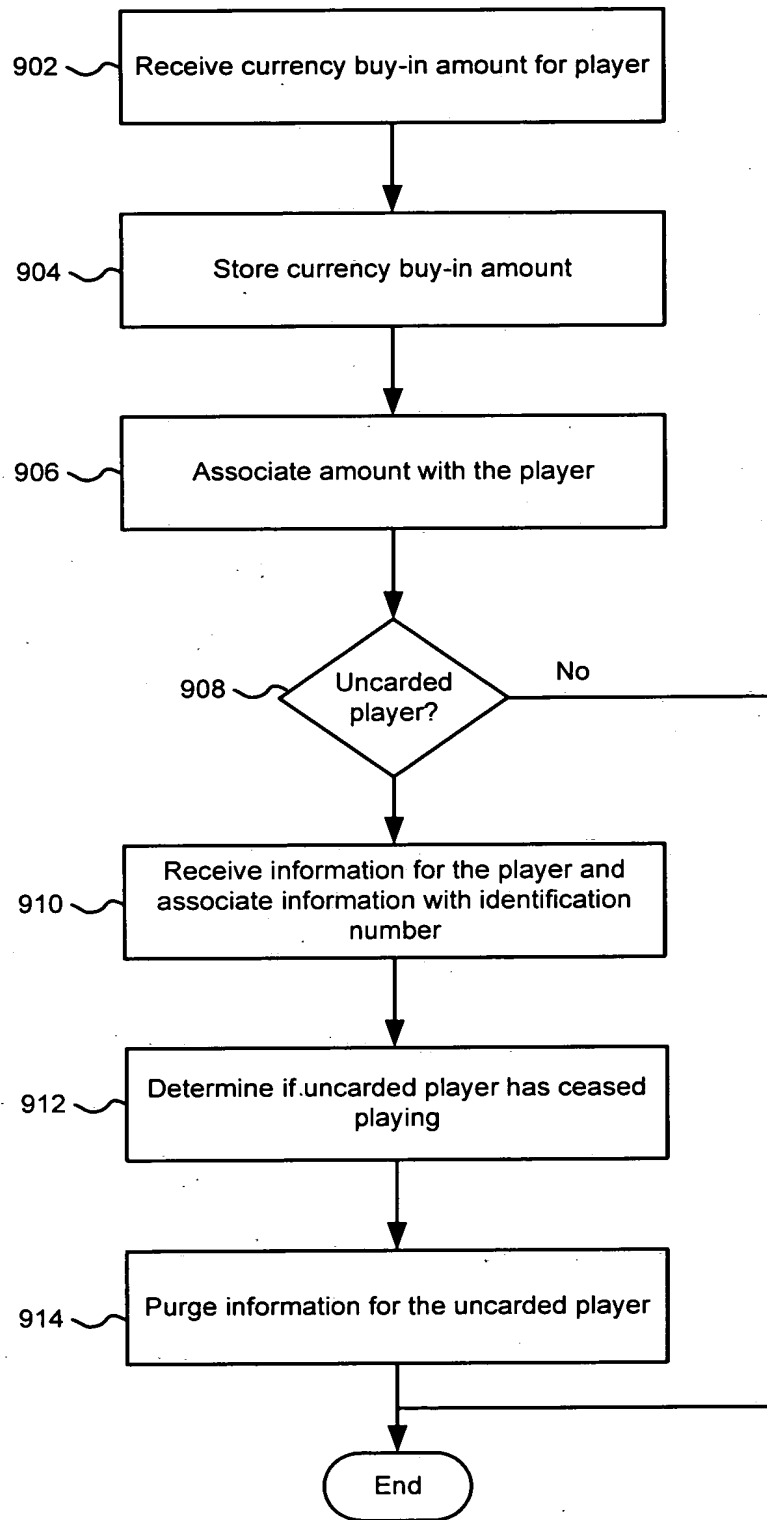 902
Receive currency buy-in amount for player
904
Store currency buy-in amount
906
Associate amount with the player
908
Uncarded
player?
No
910
Receive information for the player and
associate information with identification
number
912
Determine if uncarded player has ceased
playing
914
Purge information for the uncarded player
End